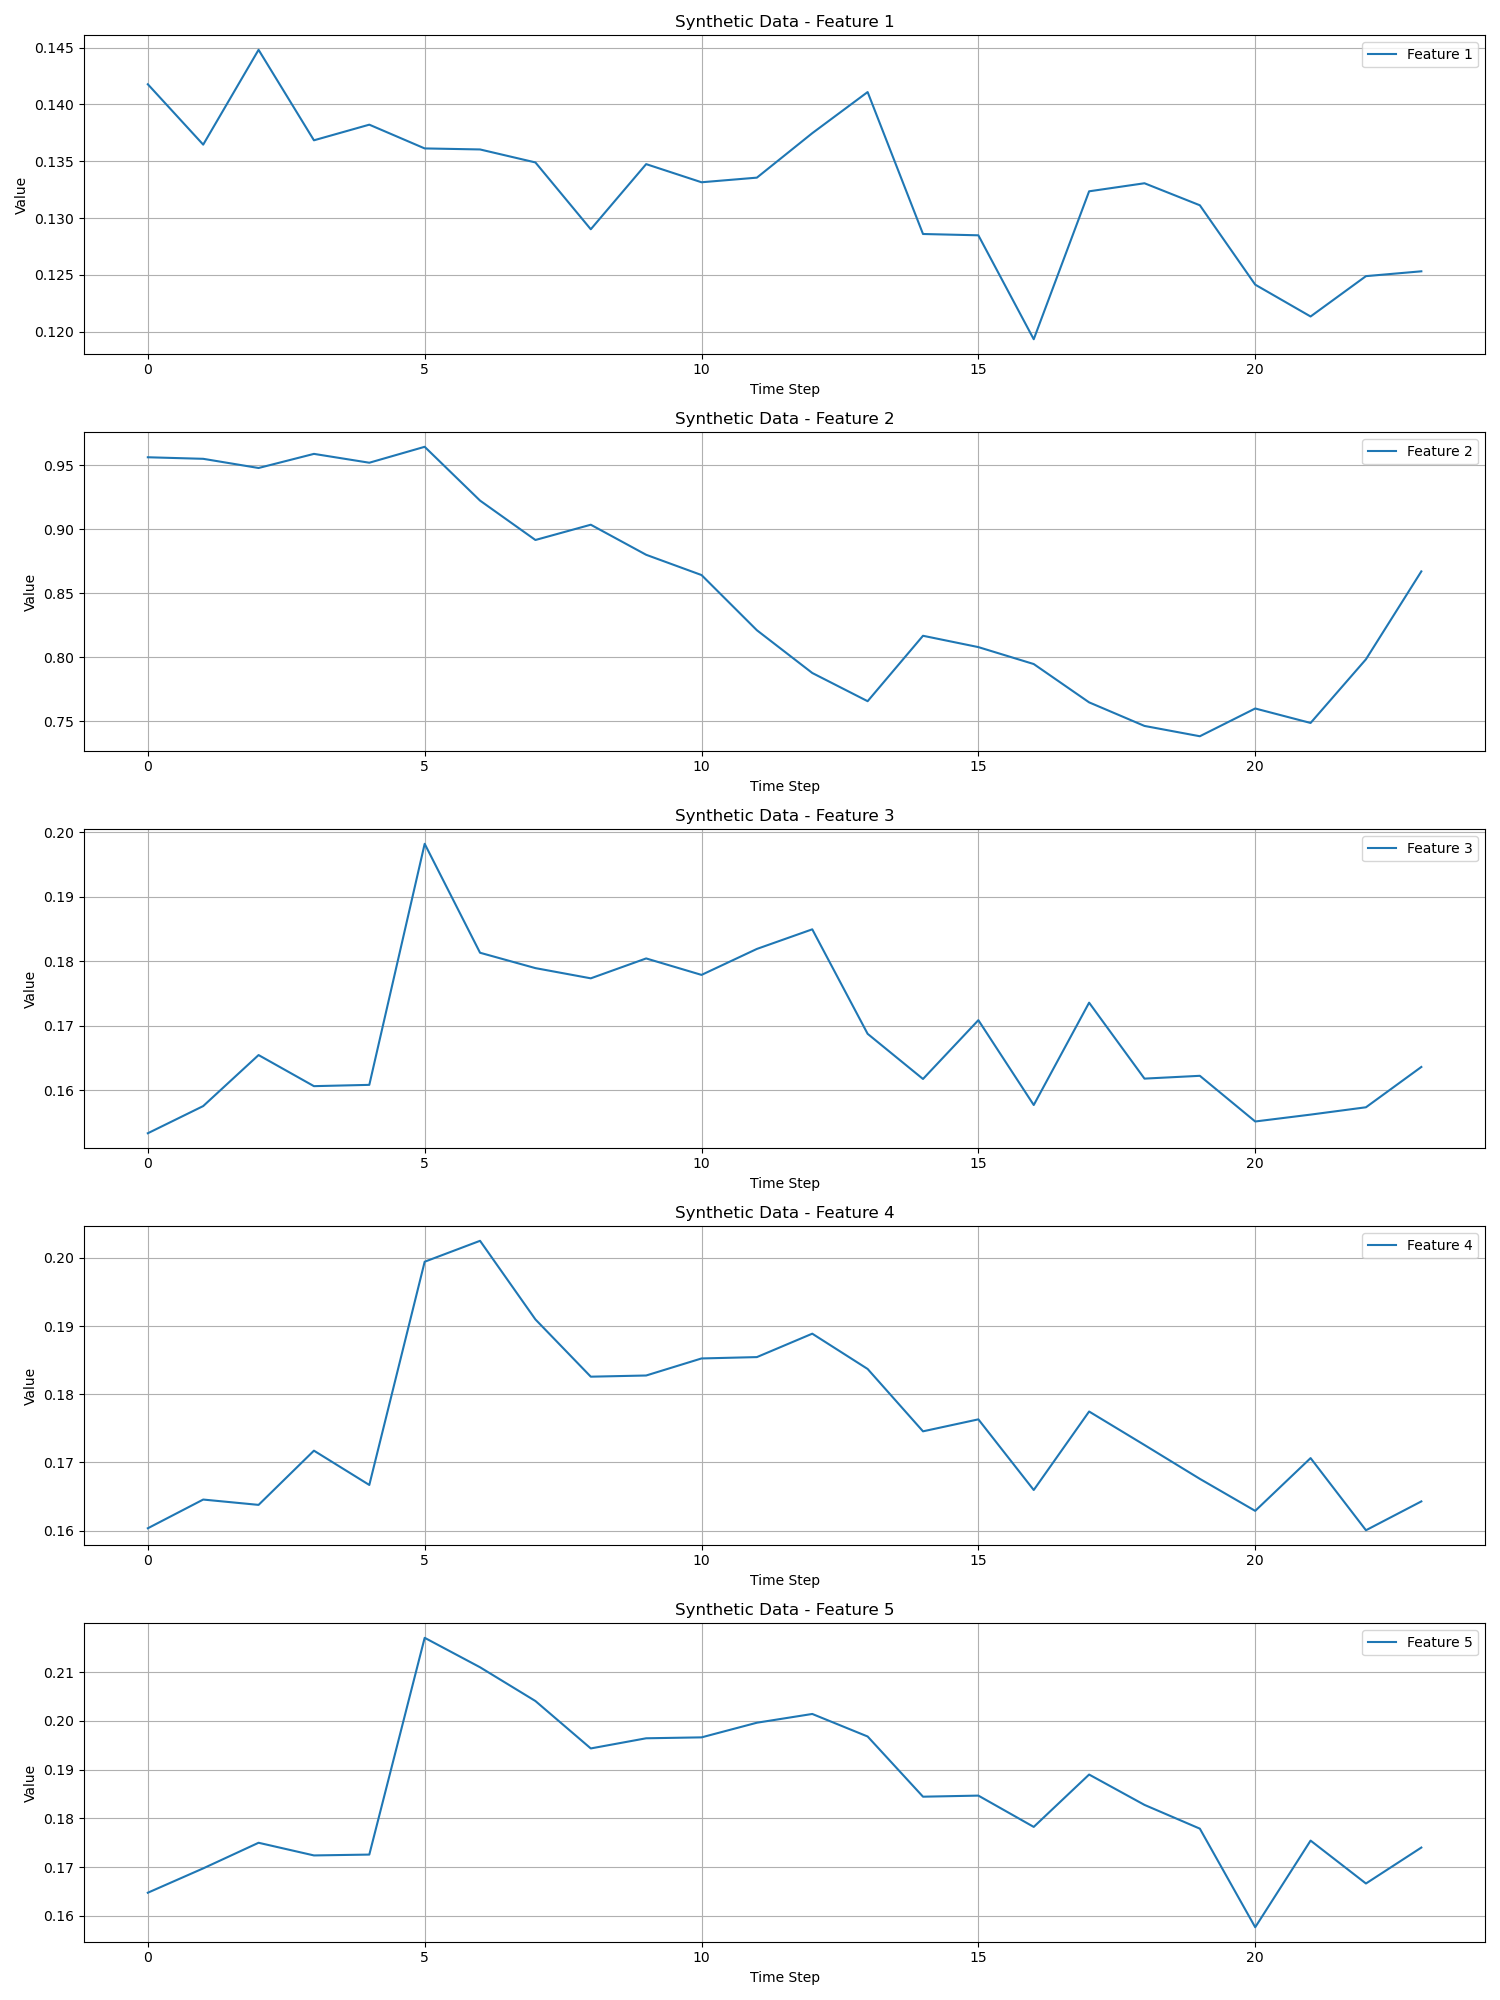 Synthetic Data - Feature 1
Feature 1
Value
0.145
0.140
0.135
0.130
0.125
0.120
0 5 10 15 20
Time Step
Synthetic Data - Feature 2
Feature 2
Value
0.95
0.90
0.85
0.80
0.75
0 5 10 15 20
Time Step
Synthetic Data - Feature 3
Feature 3
Value
0.20
0.19
0.18
0.17
0.16
0 5 10 15 20
Time Step
Synthetic Data - Feature 4
Feature 4
Value
0.20
0.19
0.18
0.17
0.16
0 5 10 15 20
Time Step
Synthetic Data - Feature 5
Feature 5
Value
0.21
0.20
0.19
0.18
0.17
0.16
0 5 10 15 20
Time Step